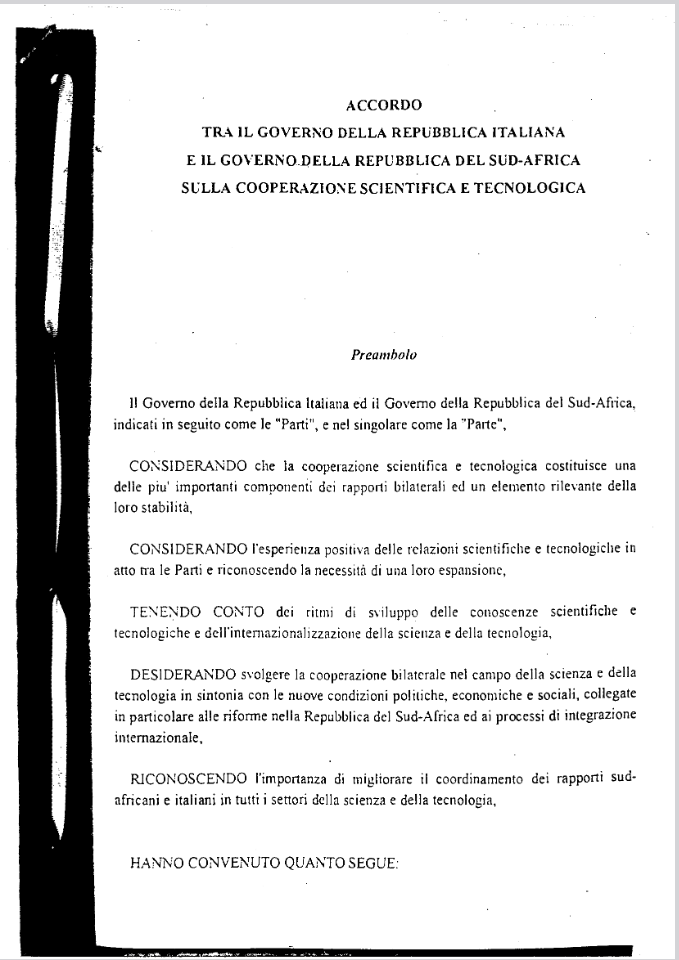 ACCORDO
TRA IL GOVERNO DELLA REPUBBLICA ITALIANA
E IL GOVERNO DELLA REPUBBLICA DEL SUD-AFRICA
SULLA COOPERAZIONE SCIENTIFICA E TECNOLOGICA
Preambolo
Il Governo della Repubblica Italiana ed il Governo della Repubblica del Sud-Africa,
indicati in seguito come le "Parti", e nel singolare come la "Parte",
CONSIDERANDO che la cooperazione scientifica e tecnologica costituisce una
delle piu' importanti componenti dei rapporti bilaterali ed un elemento rilevante della
loro stabilità,
CONSIDERANDO l'esperienza positiva delle relazioni scientifiche e tecnologiche in
atto tra le Parti e riconoscendo la necessità di una loro espansione,
TENENDO CONTO dei ritmi di sviluppo delle conoscenze scientifiche e
tecnologiche e dell'internazionalizzazione della scienza e della tecnologia,
DESIDERANDO svolgere la cooperazione bilaterale nel campo della scienza e della
tecnologia in sintonia con le nuove condizioni politiche, economiche e sociali, collegate
in particolare alle riforme nella Repubblica del Sud-Africa ed ai processi di integrazione
internazionale,
RICONOSCENDO l'importanza di migliorare il coordinamento dei rapporti sud-
africani e italiani in tutti i settori della scienza e della tecnologia,
HANNO CONVENUTO QUANTO SEGUE: